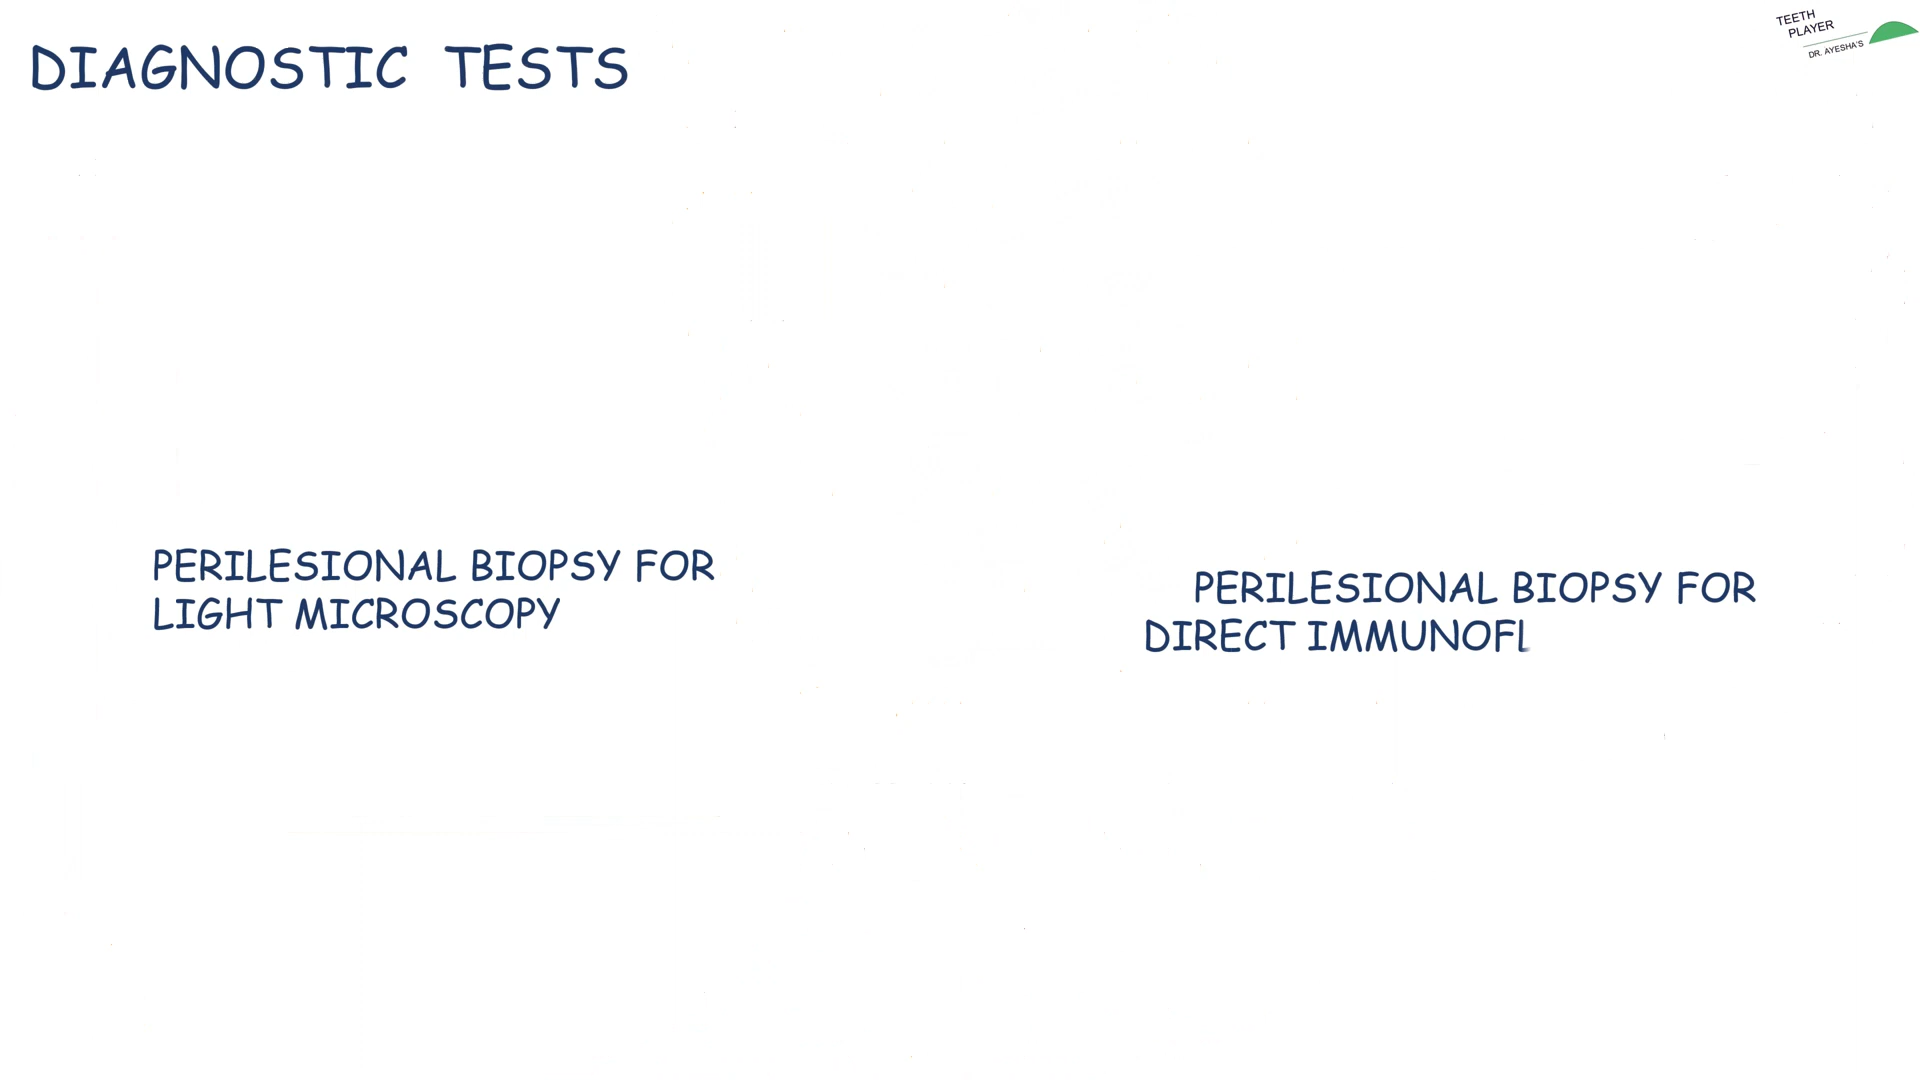 DIAGNOSTIC TESTS
TEETH
PLAYER
DR. AYESHA'S
PERILESIONAL BIOPSY FOR
LIGHT MICROSCOPY
PERILESIONAL BIOPSY FOR
DIRECT IMMUNOFL